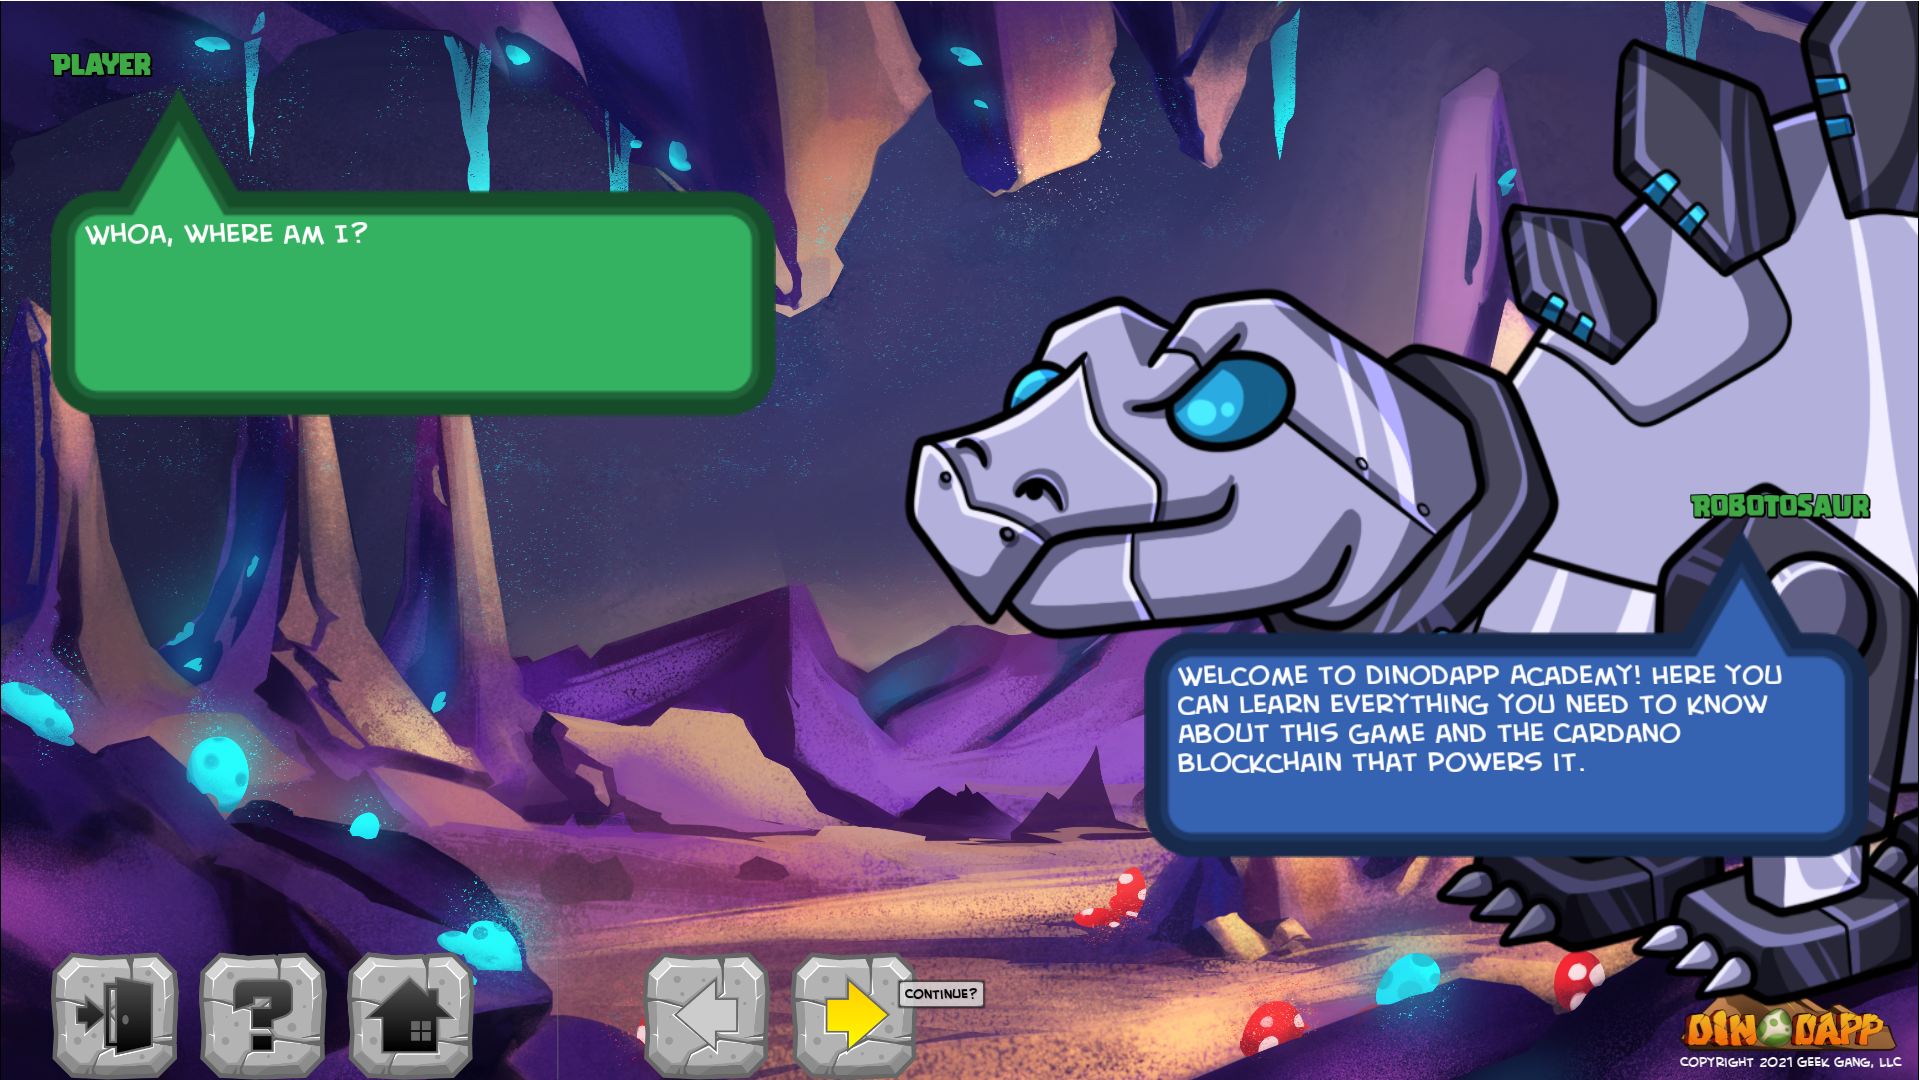 PLAYER
WHOA, WHERE AM I?
ROBOTOSAUR
WELCOME TO DINODAPP ACADEMY! HERE YOU
CAN LEARN EVERYTHING YOU NEED TO KNOW
ABOUT THIS GAME AND THE CARDANO
BLOCKCHAIN THAT POWERS IT.
?
CONTINUE?
DINODAPP
COPYRIGHT 2021 GEEK GANG, LLC